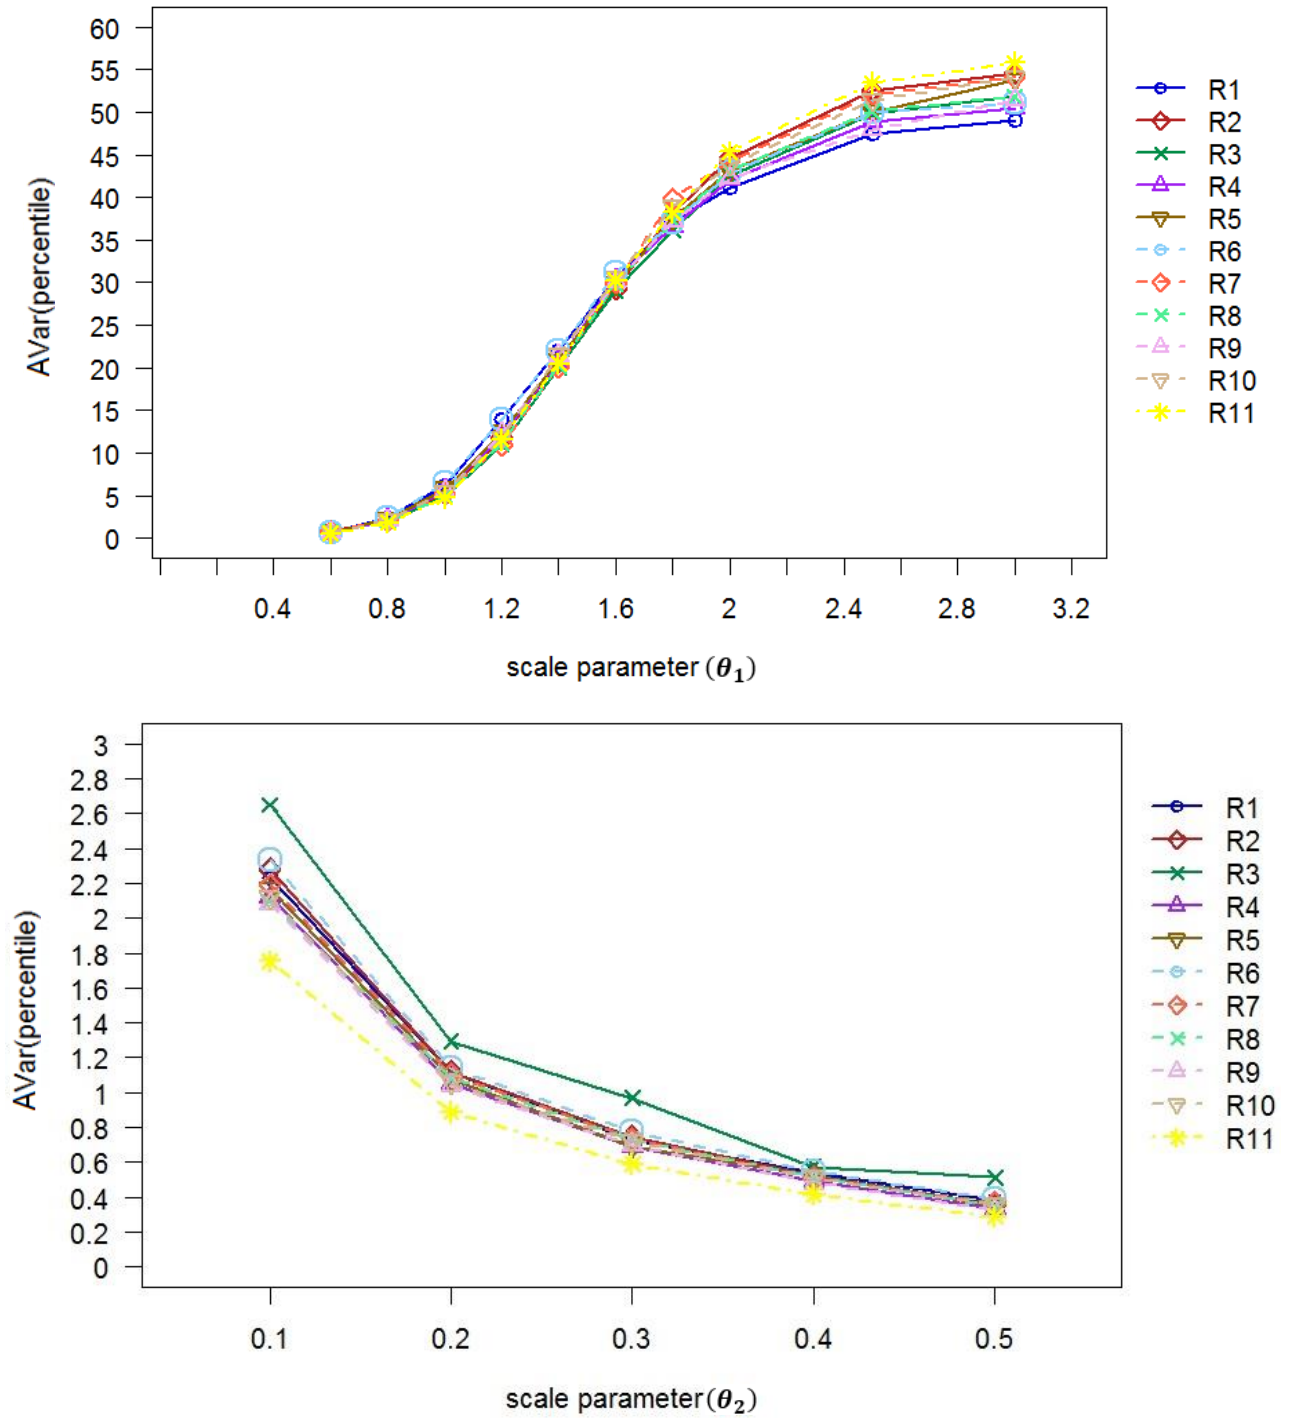 60
55
50
45
40
35
30
25
20
15
10
5
0
AVar(percentile)
0.4 0.8 1.2 1.6 2 2.4 2.8 3.2
scale parameter (θ1)
R1
R2
R3
R4
R5
R6
R7
R8
R9
R10
R11
3
2.8
2.6
2.4
2.2
2
1.8
1.6
1.4
1.2
1
0.8
0.6
0.4
0.2
0
AVar(percentile)
0.1 0.2 0.3 0.4 0.5
scale parameter (θ2)
R1
R2
R3
R4
R5
R6
R7
R8
R9
R10
R11